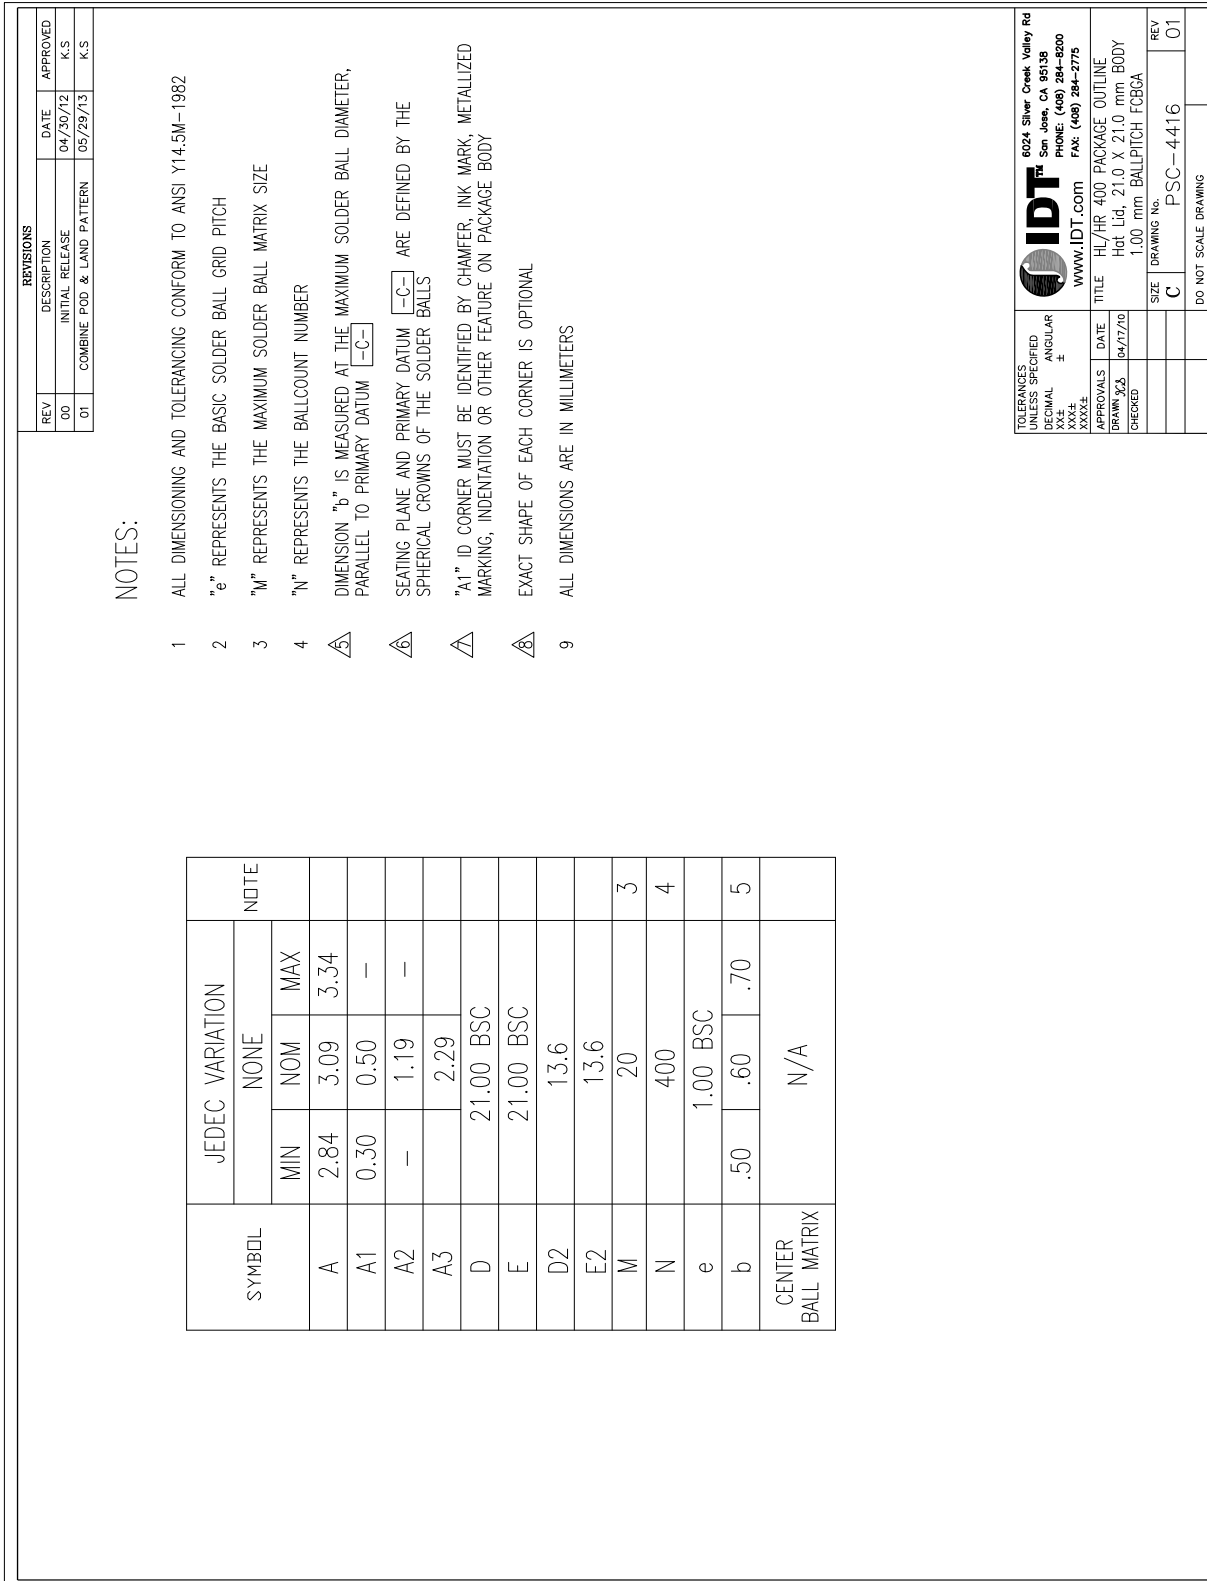 REVISIONS
REV DESCRIPTION DATE APPROVED
00 INITIAL RELEASE 04/30/12 K.S
01 COMBINE POD & LAND PATTERN 05/29/13 K.S
NOTES:
1 ALL DIMENSIONING AND TOLERANCING CONFORM TO ANSI Y14.5M-1982
2 "e" REPRESENTS THE BASIC SOLDER BALL GRID PITCH
3 "M" REPRESENTS THE MAXIMUM SOLDER BALL MATRIX SIZE
4 "N" REPRESENTS THE BALLCOUNT NUMBER
5 DIMENSION "b" IS MEASURED AT THE MAXIMUM SOLDER BALL DIAMETER,
PARALLEL TO PRIMARY DATUM -C-
6 SEATING PLANE AND PRIMARY DATUM -C- ARE DEFINED BY THE
SPHERICAL CROWNS OF THE SOLDER BALLS
7 "A1" ID CORNER MUST BE IDENTIFIED BY CHAMFER, INK MARK, METALLIZED
MARKING, INDENTATION OR OTHER FEATURE ON PACKAGE BODY
8 EXACT SHAPE OF EACH CORNER IS OPTIONAL
9 ALL DIMENSIONS ARE IN MILLIMETERS
SYMBOL JEDEC VARIATION NOTE
NONE
MIN NOM MAX
A 2.84 3.09 3.34
A1 0.30 0.50 –
A2 – 1.19 –
A3 2.29
D 21.00 BSC
E 21.00 BSC
D2 13.6
E2 13.6
M 20 3
N 400 4
e 1.00 BSC
b .50 .60 .70 5
CENTER
BALL MATRIX N/A
TOLERANCES
UNLESS SPECIFIED
DECIMAL ANGULAR
XX± ±
XXX±
XXXX±
APPROVALS DATE
DRAWN 04/17/10
CHECKED
IDT™
www.IDT.com
6024 Silver Creek Valley Rd
San Jose, CA 95138
PHONE: (408) 284-8200
FAX: (408) 284-2775
TITLE HL/HR 400 PACKAGE OUTLINE
Hat Lid, 21.0 X 21.0 mm BODY
1.00 mm BALLPITCH FCBGA
SIZE DRAWING No. REV
C PSC-4416 01
DO NOT SCALE DRAWING